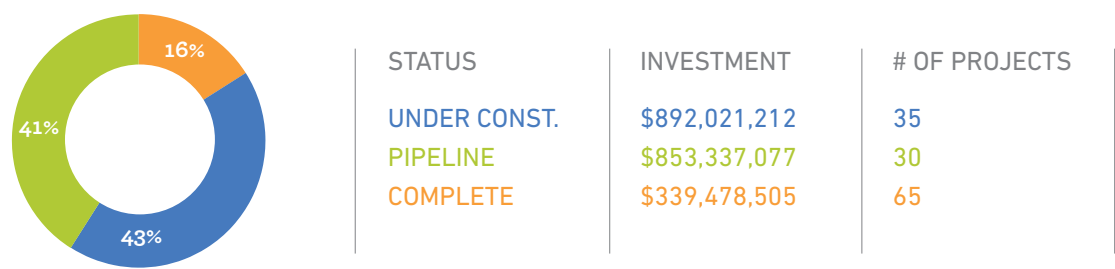 16%
41%
43%
STATUS INVESTMENT # OF PROJECTS
UNDER CONST. $892,021,212 35
PIPELINE $853,337,077 30
COMPLETE $339,478,505 65